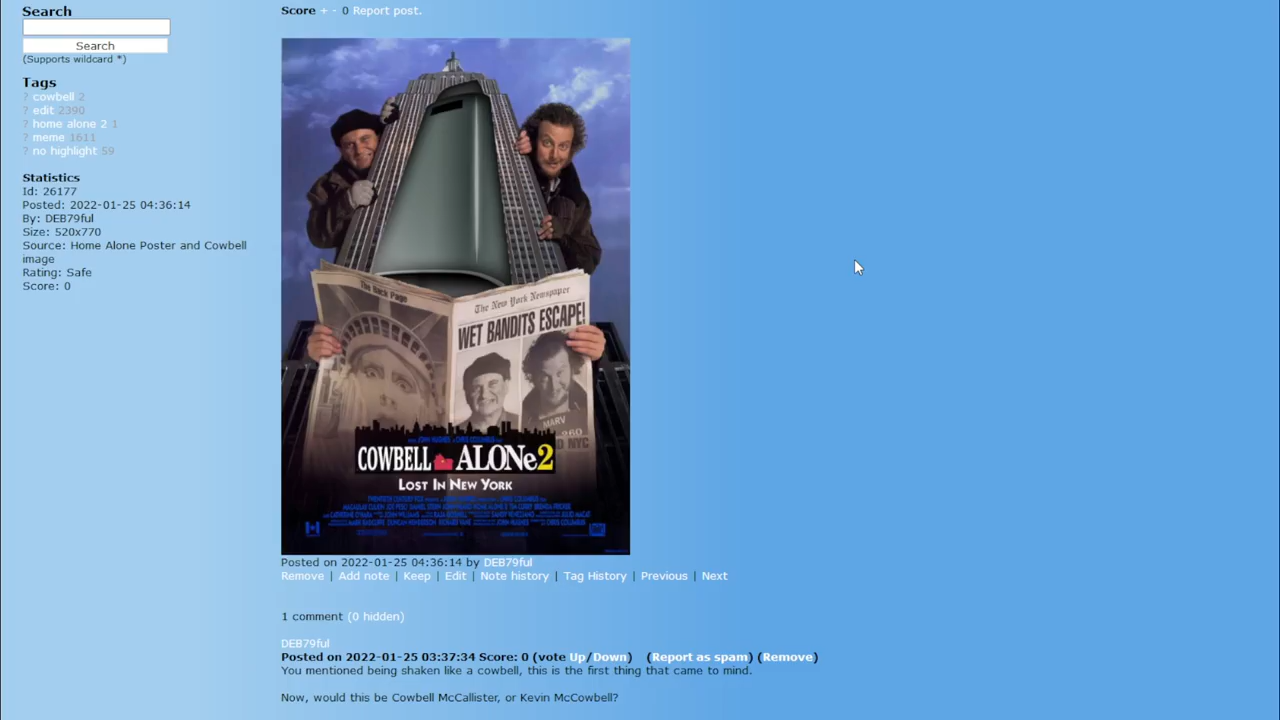 Search
Search
(Supports wildcard *)
Tags
? cowbell 2
? edit 2390
? home alone 2 1
? meme 1611
? no highlight 59
Statistics
Id: 26177
Posted: 2022-01-25 04:36:14
By: DEB79ful
Size: 520x770
Source: Home Alone Poster and Cowbell
image
Rating: Safe
Score: 0
Score + - 0 Report post.
The Back Page
The New York Newspaper
WET BANDITS ESCAPE!
MARV
COWBELL ALONe2
LOST IN NEW YORK
Posted on 2022-01-25 04:36:14 by DEB79ful
Remove | Add note | Keep | Edit | Note history | Tag History | Previous | Next
1 comment (0 hidden)
DEB79ful
Posted on 2022-01-25 03:37:34 Score: 0 (vote Up/Down) (Report as spam) (Remove)
You mentioned being shaken like a cowbell, this is the first thing that came to mind.
Now, would this be Cowbell McCallister, or Kevin McCowbell?